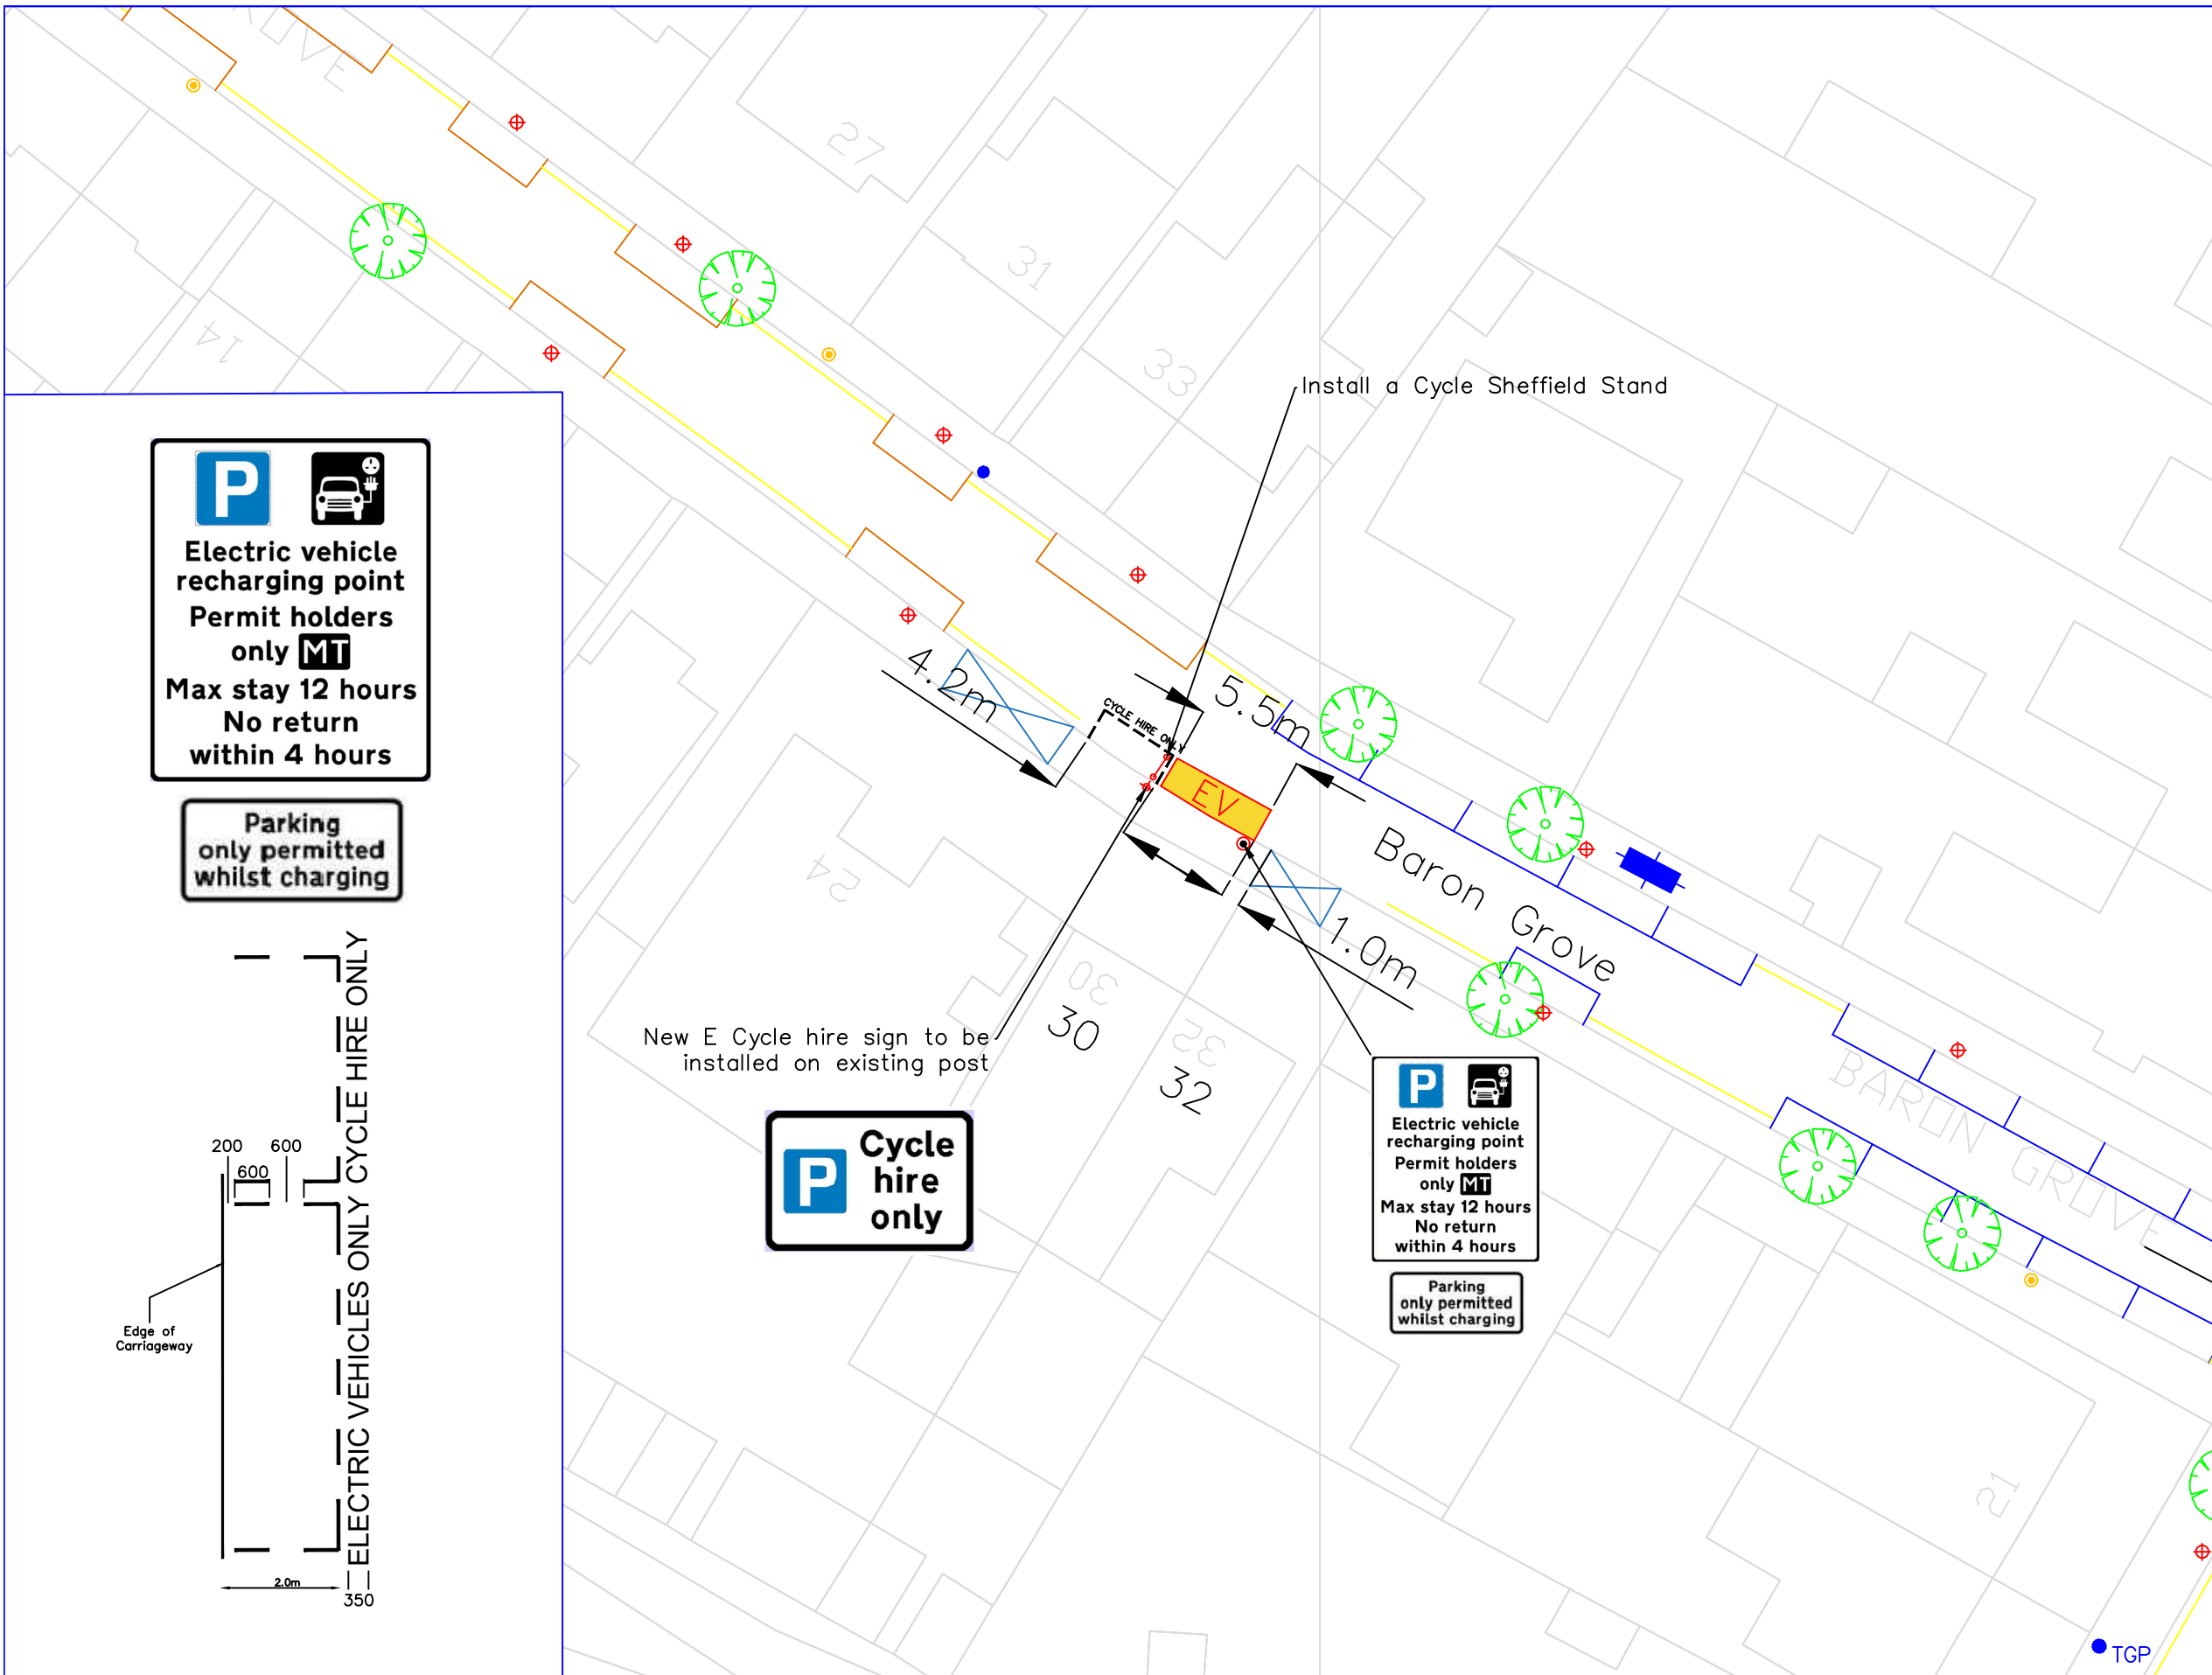 27
31
33
14
Install a Cycle Sheffield Stand
P
Electric vehicle
recharging point
Permit holders
only MT
Max stay 12 hours
No return
within 4 hours
Parking
only permitted
whilst charging
4.2m
CYCLE HIRE ONLY
5.5m
EV
Baron Grove
1.0m
24
30
30
32
32
New E Cycle hire sign to be
installed on existing post
P
Cycle
hire
only
P
Electric vehicle
recharging point
Permit holders
only MT
Max stay 12 hours
No return
within 4 hours
Parking
only permitted
whilst charging
BARON GROVE
CYCLE HIRE ONLY
ELECTRIC VEHICLES ONLY
200
600
600
Edge of
Carriageway
2.0m
350
21
TGP